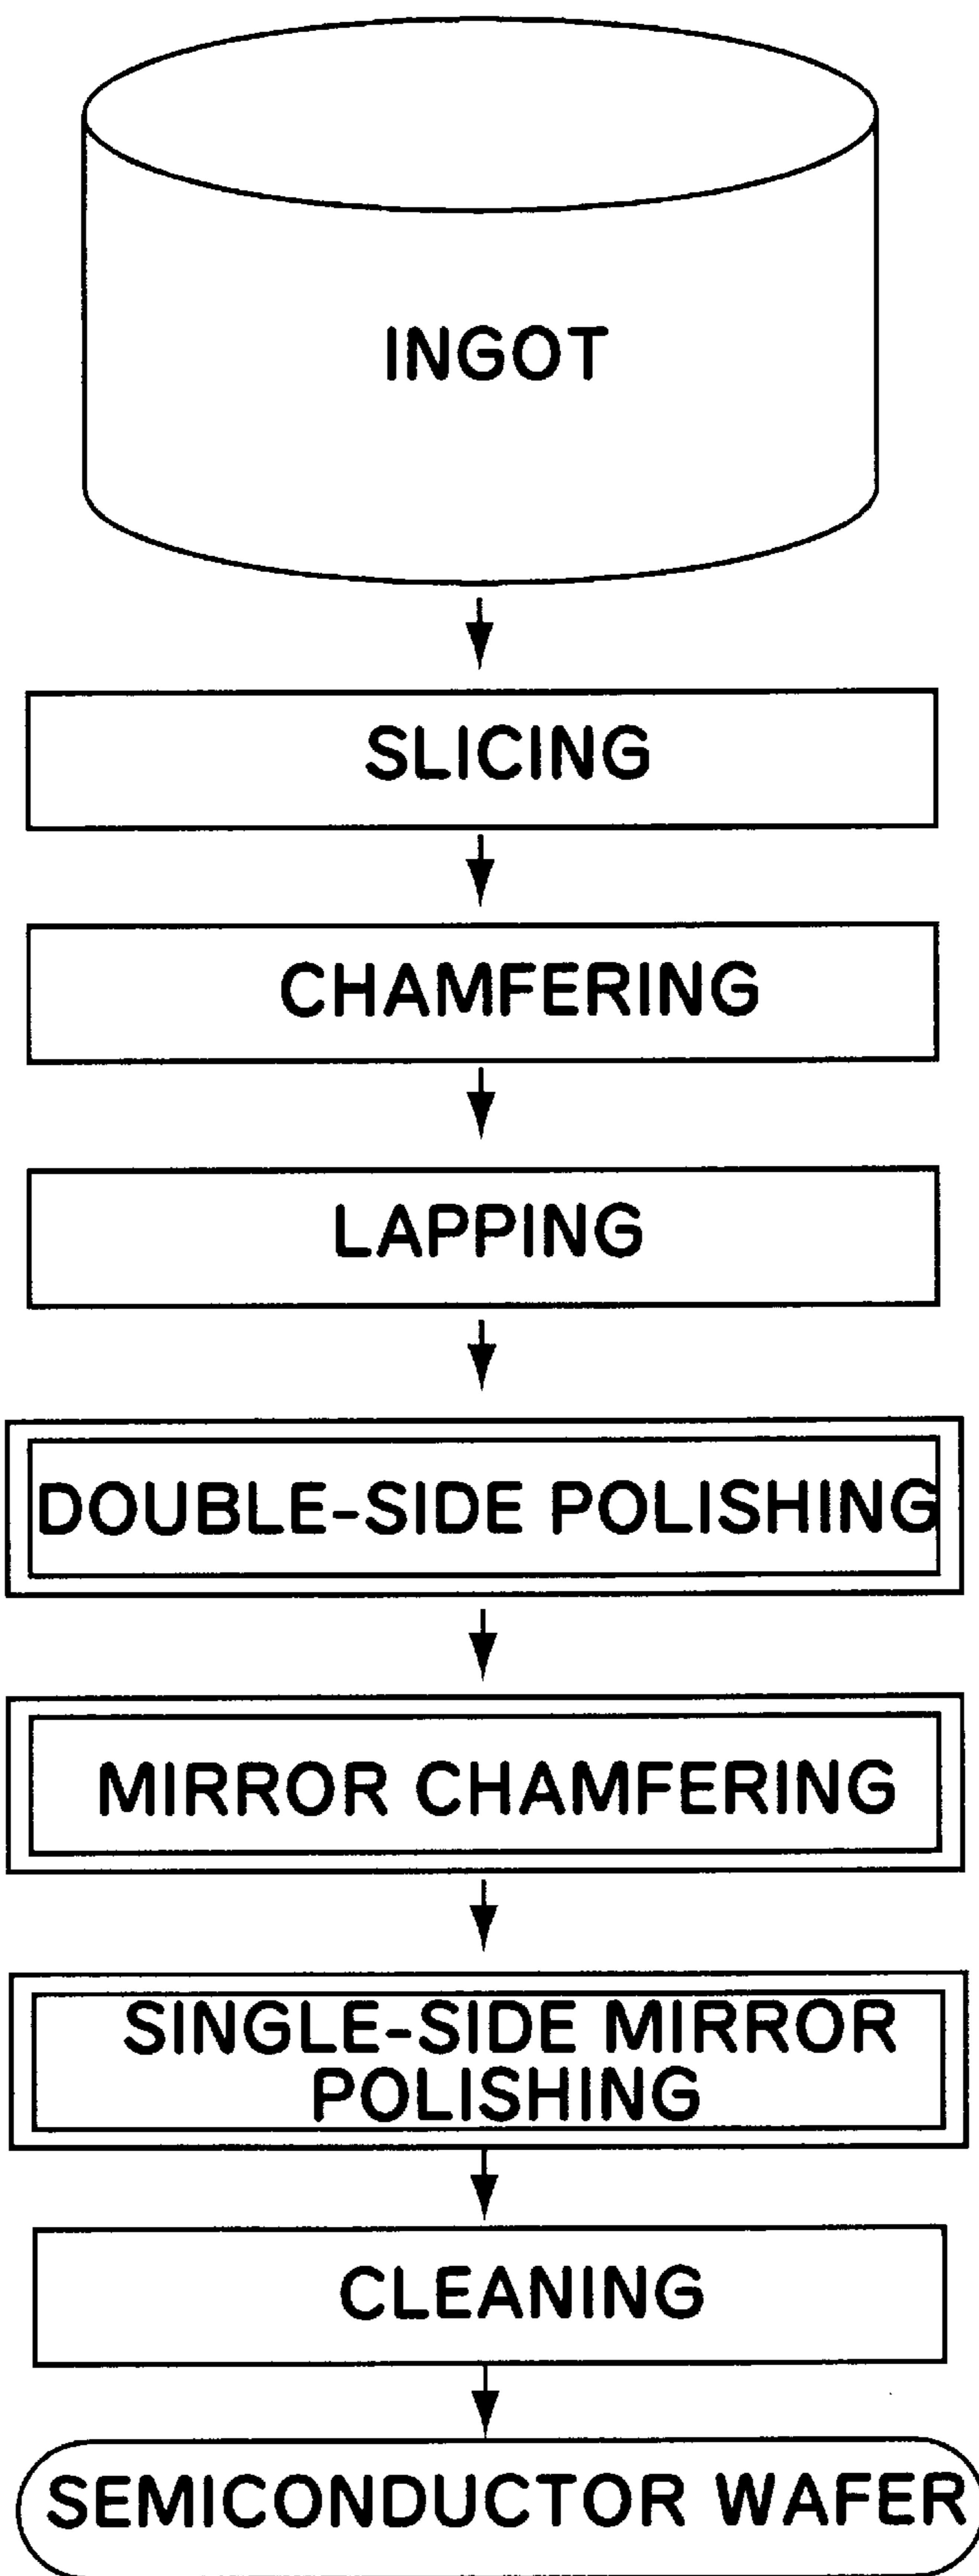 INGOT
SLICING
CHAMFERING
LAPPING
DOUBLE-SIDE POLISHING
MIRROR CHAMFERING
SINGLE-SIDE MIRROR
POLISHING
CLEANING
SEMICONDUCTOR WAFER